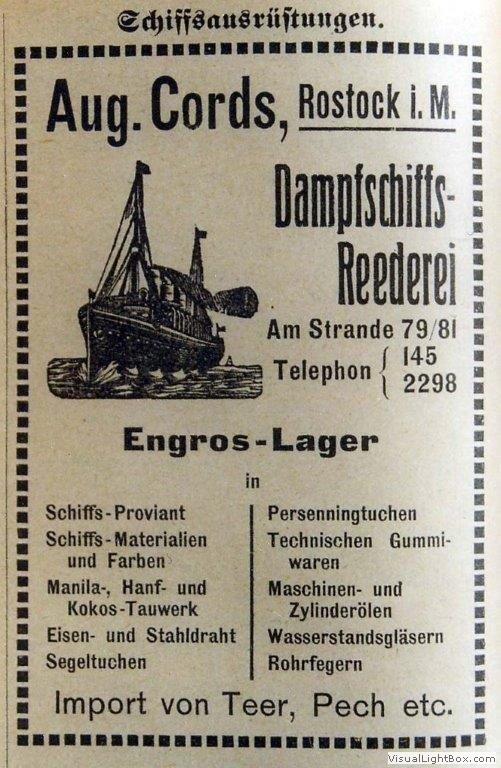 Schiffsausrüstungen.
Aug. Cords, Rostock i. M.
Dampfschiffs-
Reederei
Am Strande 79/81
Telephon { 145
2298
Engros-Lager
in
Schiffs-Proviant
Schiffs-Materialien
und Farben
Manila-, Hanf- und
Kokos-Tauwerk
Eisen- und Stahldraht
Segeltuchen
Persenningtuchen
Technischen Gummi-
waren
Maschinen- und
Zylinderölen
Wasserstandsgläsern
Rohrfegern
Import von Teer, Pech etc.
VisualLightBox.com